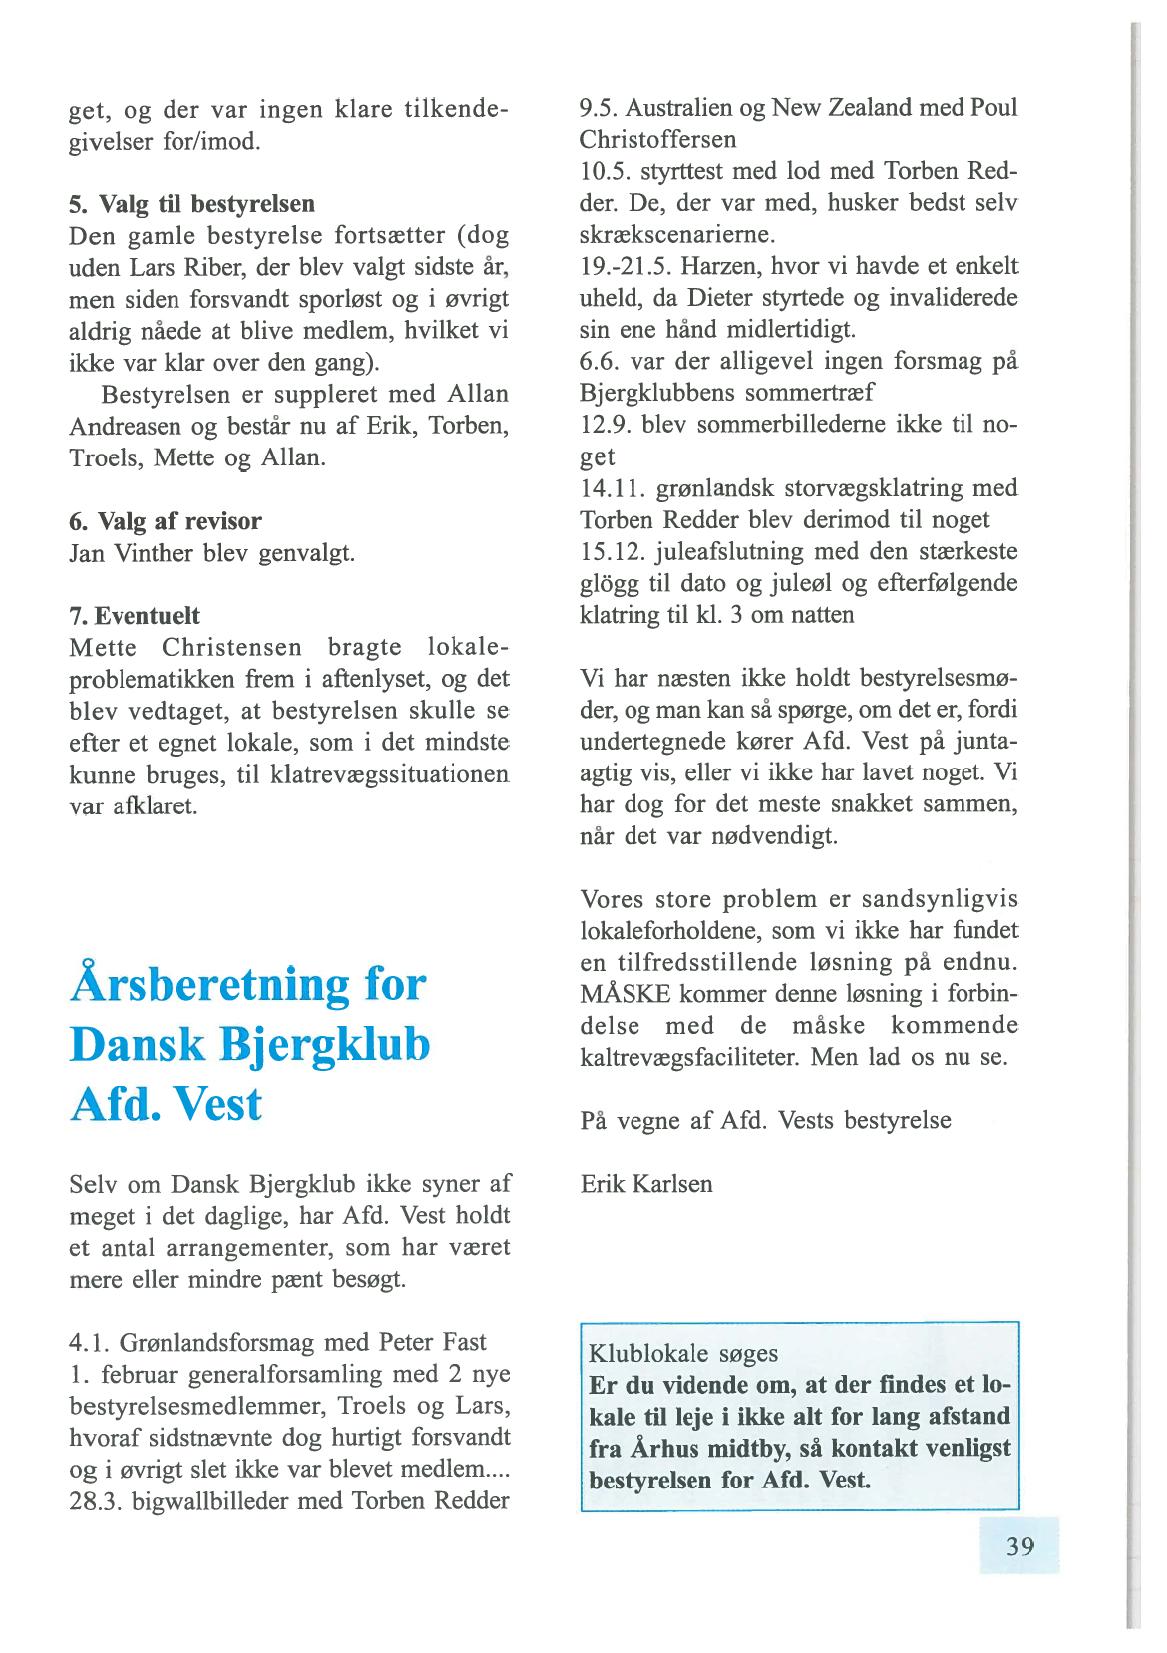 get, og der var ingen klare tilkende-
givelser for/imod.
5. Valg til bestyrelsen
Den gamle bestyrelse fortsætter (dog
uden Lars Riber, der blev valgt sidste år,
men siden forsvandt sporløst og i øvrigt
aldrig nåede at blive medlem, hvilket vi
ikke var klar over den gang).
Bestyrelsen er suppleret med Allan
Andreasen og består nu af Erik, Torben,
Troels, Mette og Allan.
6. Valg af revisor
Jan Vinther blev genvalgt.
7. Eventuelt
Mette Christensen bragte lokale-
problematikken frem i aftenlyset, og det
blev vedtaget, at bestyrelsen skulle se
efter et egnet lokale, som i det mindste
kunne bruges, til klatrevægssituationen
var afklaret.
Årsberetning for
Dansk Bjergklub
Afd. Vest
Selv om Dansk Bjergklub ikke syner af
meget i det daglige, har Afd. Vest holdt
et antal arrangementer, som har været
mere eller mindre pænt besøgt.
4.1. Grønlandsforsmag med Peter Fast
1. februar generalforsamling med 2 nye
bestyrelsesmedlemmer, Troels og Lars,
hvoraf sidstnævnte dog hurtigt forsvandt
og i øvrigt slet ikke var blevet medlem....
28.3. bigwallbilleder med Torben Redder
9.5. Australien og New Zealand med Poul
Christoffersen
10.5. styrttest med lod med Torben Red-
der. De, der var med, husker bedst selv
skrækscenarierne.
19.-21.5. Harzen, hvor vi havde et enkelt
uheld, da Dieter styrtede og invaliderede
sin ene hånd midlertidigt.
6.6. var der alligevel ingen forsmag på
Bjergklubbens sommertræf
12.9. blev sommerbillederne ikke til no-
get
14.11. grønlandsk storvægsklatring med
Torben Redder blev derimod til noget
15.12. juleafslutning med den stærkeste
glögg til dato og juleøl og efterfølgende
klatring til kl. 3 om natten
Vi har næsten ikke holdt bestyrelsesmø-
der, og man kan så spørge, om det er, fordi
undertegnede kører Afd. Vest på junta-
agtig vis, eller vi ikke har lavet noget. Vi
har dog for det meste snakket sammen,
når det var nødvendigt.
Vores store problem er sandsynligvis
lokaleforholdene, som vi ikke har fundet
en tilfredsstillende løsning på endnu.
MÅSKE kommer denne løsning i forbin-
delse med de måske kommende
kaltrevægsfaciliteter. Men lad os nu se.
På vegne af Afd. Vests bestyrelse
Erik Karlsen
Klublokale søges
Er du vidende om, at der findes et lo-
kale til leje i ikke alt for lang afstand
fra Århus midtby, så kontakt venligst
bestyrelsen for Afd. Vest.
39